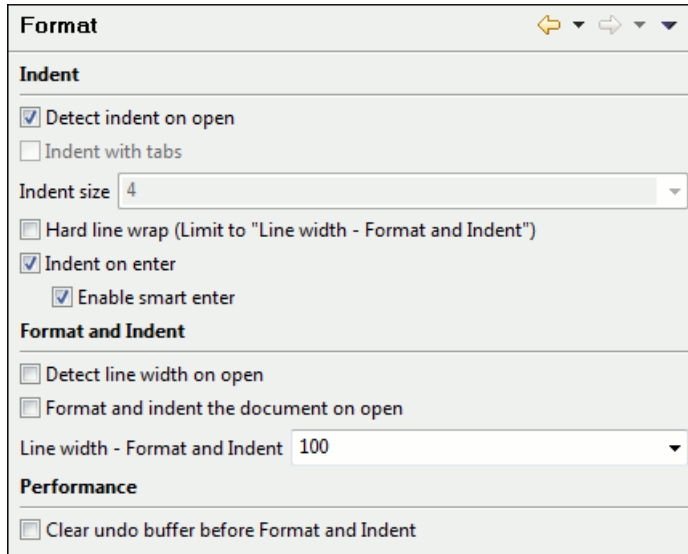 Format
Indent
Detect indent on open
Indent with tabs
Indent size 4
Hard line wrap (Limit to "Line width - Format and Indent")
Indent on enter
Enable smart enter
Format and Indent
Detect line width on open
Format and indent the document on open
Line width - Format and Indent 100
Performance
Clear undo buffer before Format and Indent